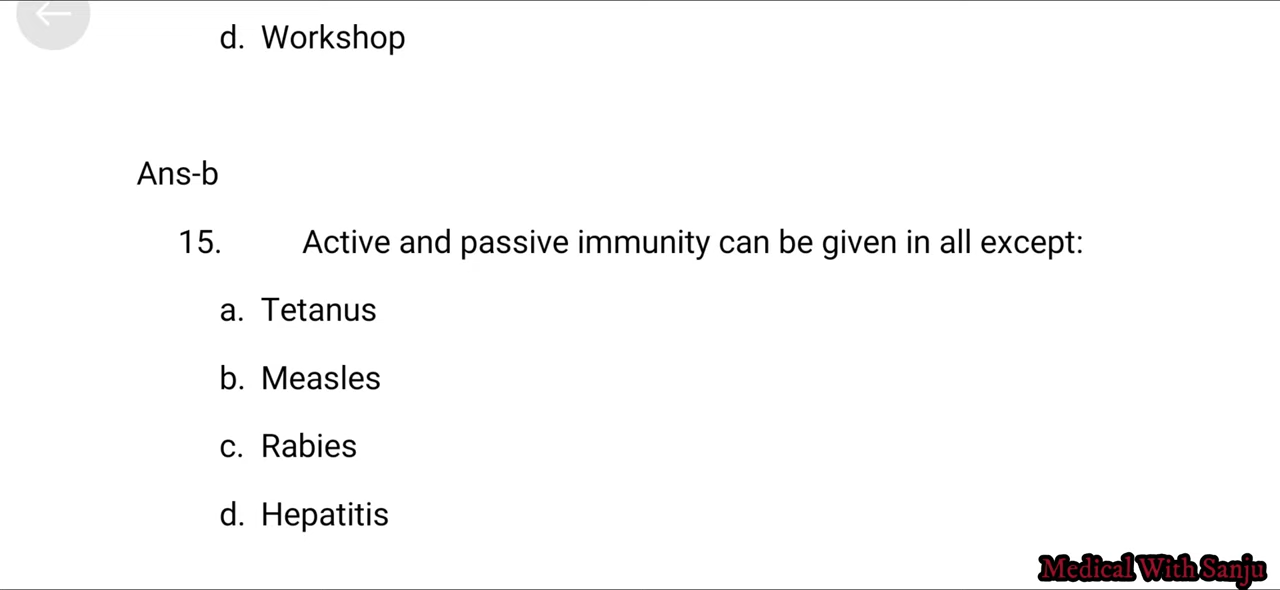 d. Workshop
Ans-b
15. Active and passive immunity can be given in all except:
a. Tetanus
b. Measles
c. Rabies
d. Hepatitis
Medical With Sanju